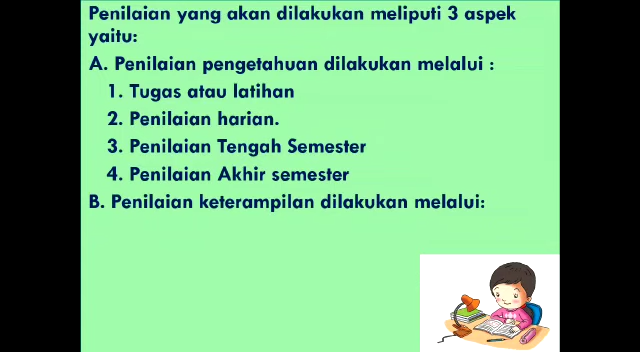 Penilaian yang akan dilakukan meliputi 3 aspek
yaitu:
A. Penilaian pengetahuan dilakukan melalui :
1. Tugas atau latihan
2. Penilaian harian.
3. Penilaian Tengah Semester
4. Penilaian Akhir semester
B. Penilaian keterampilan dilakukan melalui: